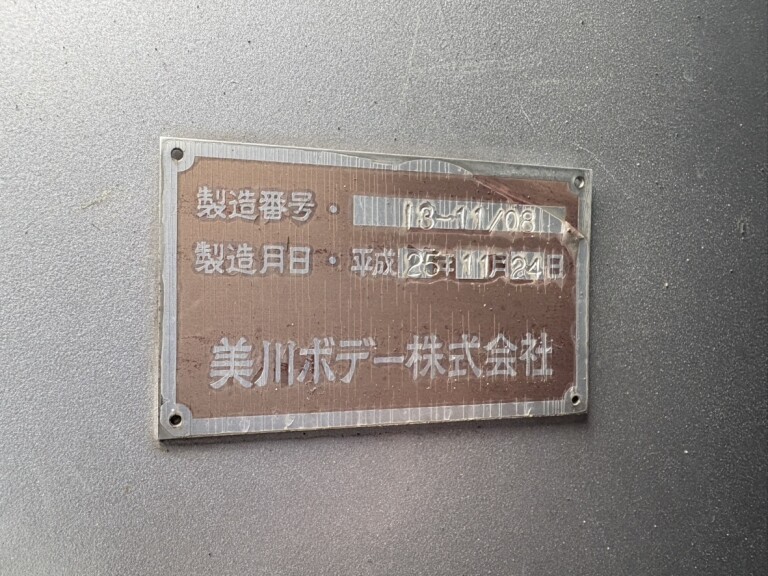 製造番号・13-11/08
製造月日・平成25年11月24日
美川ボデー株式会社